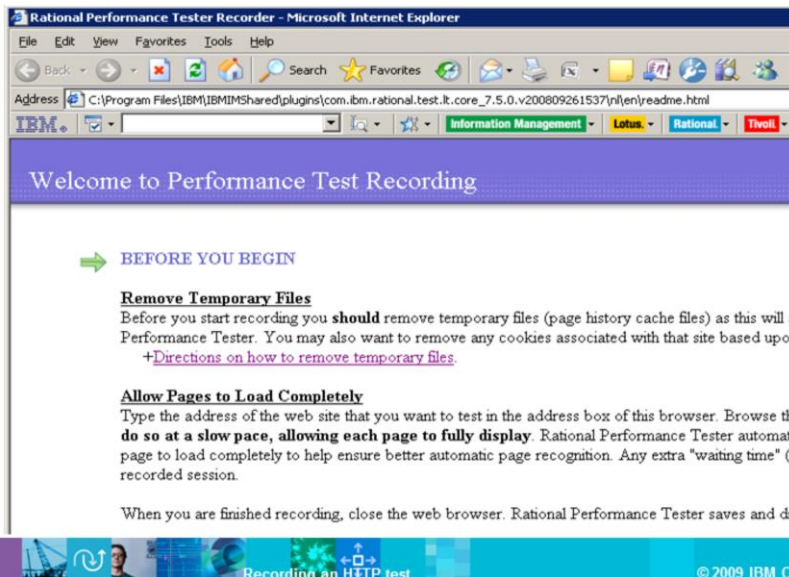 Rational Performance Tester Recorder - Microsoft Internet Explorer
File Edit View Favorites Tools Help
Back Search Favorites
Address C:\Program Files\IBM\IBMIMShared\plugins\com.ibm.rational.test.lt.core_7.5.0.v200809261537\nl\en\readme.html
IBM. Information Management Lotus. Rational. Tivoli.
Welcome to Performance Test Recording
BEFORE YOU BEGIN
Remove Temporary Files
Before you start recording you should remove temporary files (page history cache files) as this will
Performance Tester. You may also want to remove any cookies associated with that site based upo
+Directions on how to remove temporary files.
Allow Pages to Load Completely
Type the address of the web site that you want to test in the address box of this browser. Browse th
do so at a slow pace, allowing each page to fully display. Rational Performance Tester automat
page to load completely to help ensure better automatic page recognition. Any extra "waiting time" (
recorded session.
When you are finished recording, close the web browser. Rational Performance Tester saves and di
Recording an HTTP test
© 2009 IBM C